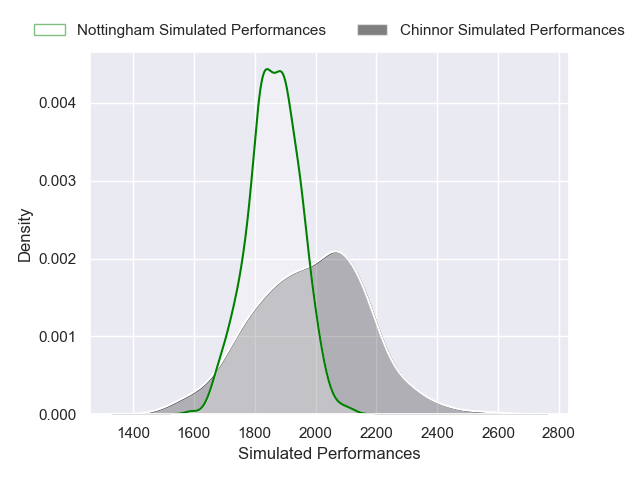 Nottingham Simulated Performances
Chinnor Simulated Performances
Density
0.004
0.003
0.002
0.001
0.000
1400 1600 1800 2000 2200 2400 2600 2800
Simulated Performances